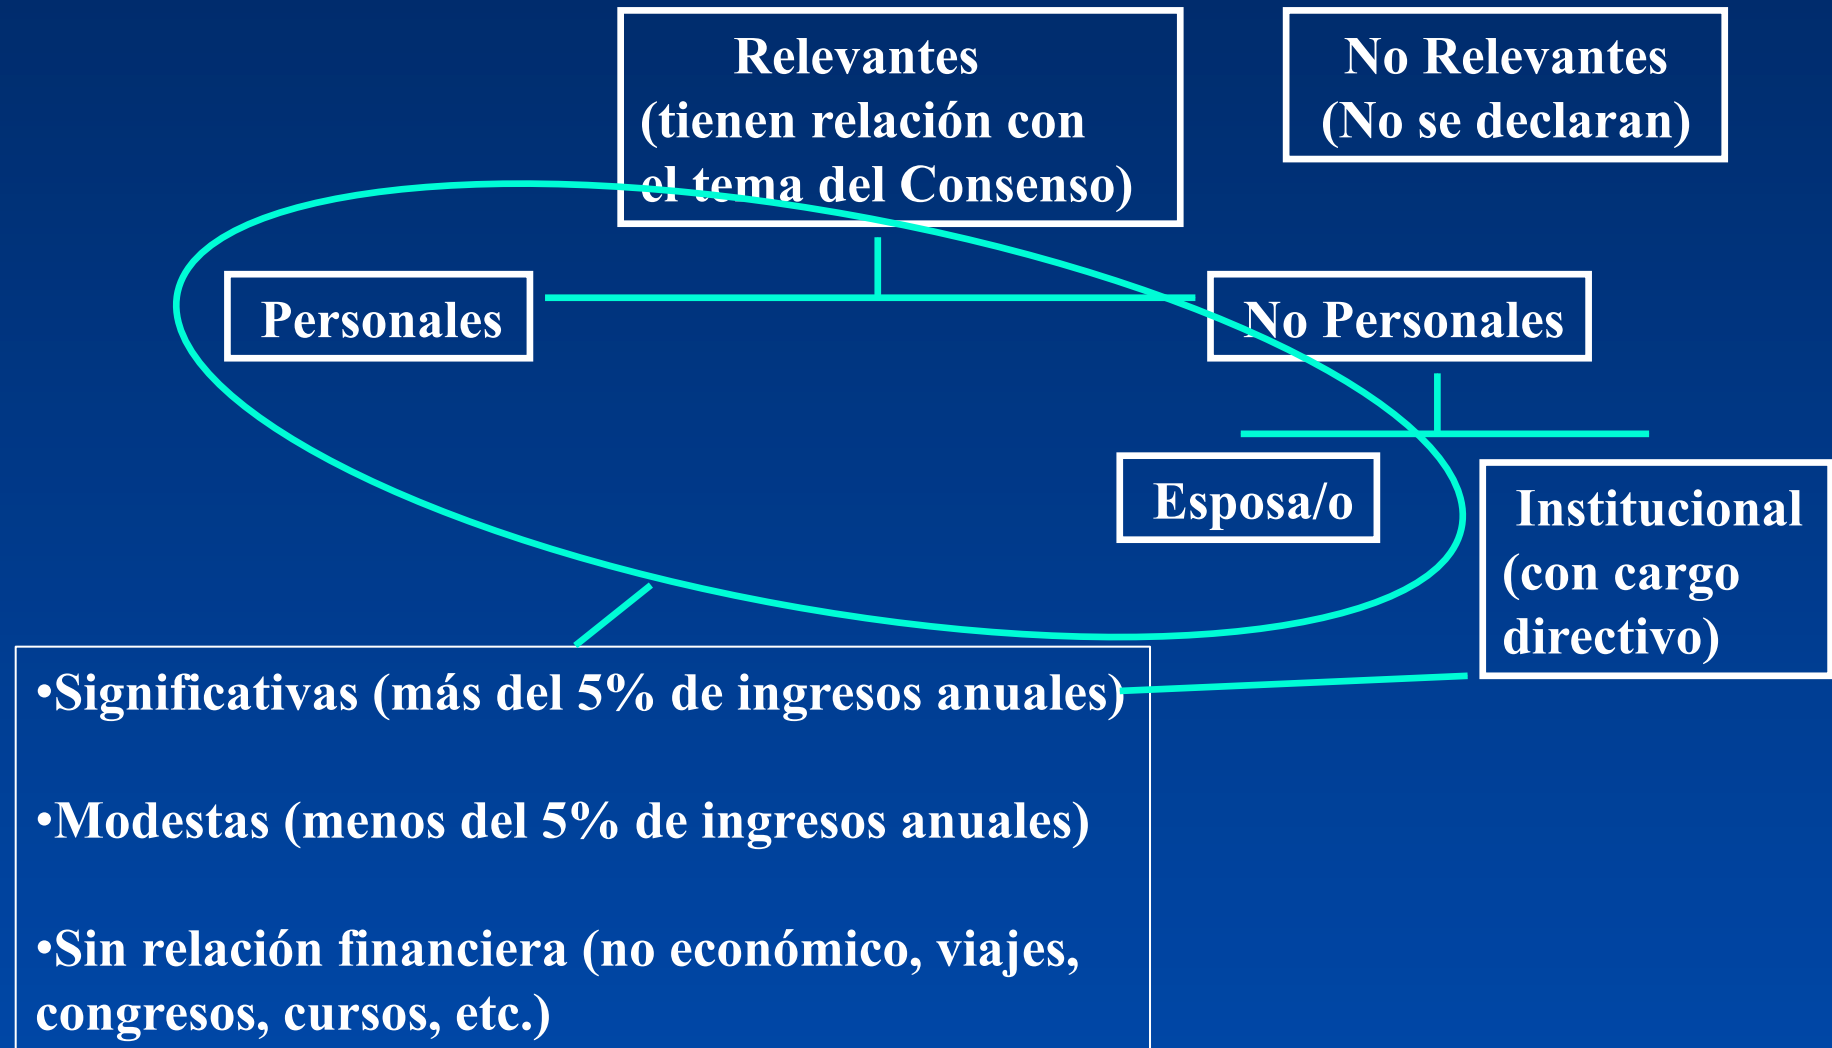 Relevantes
(tienen relación con
el tema del Consenso)
No Relevantes
(No se declaran)
Personales
No Personales
Esposa/o
Institucional
(con cargo
directivo)
•Significativas (más del 5% de ingresos anuales)
•Modestas (menos del 5% de ingresos anuales)
•Sin relación financiera (no económico, viajes,
congresos, cursos, etc.)